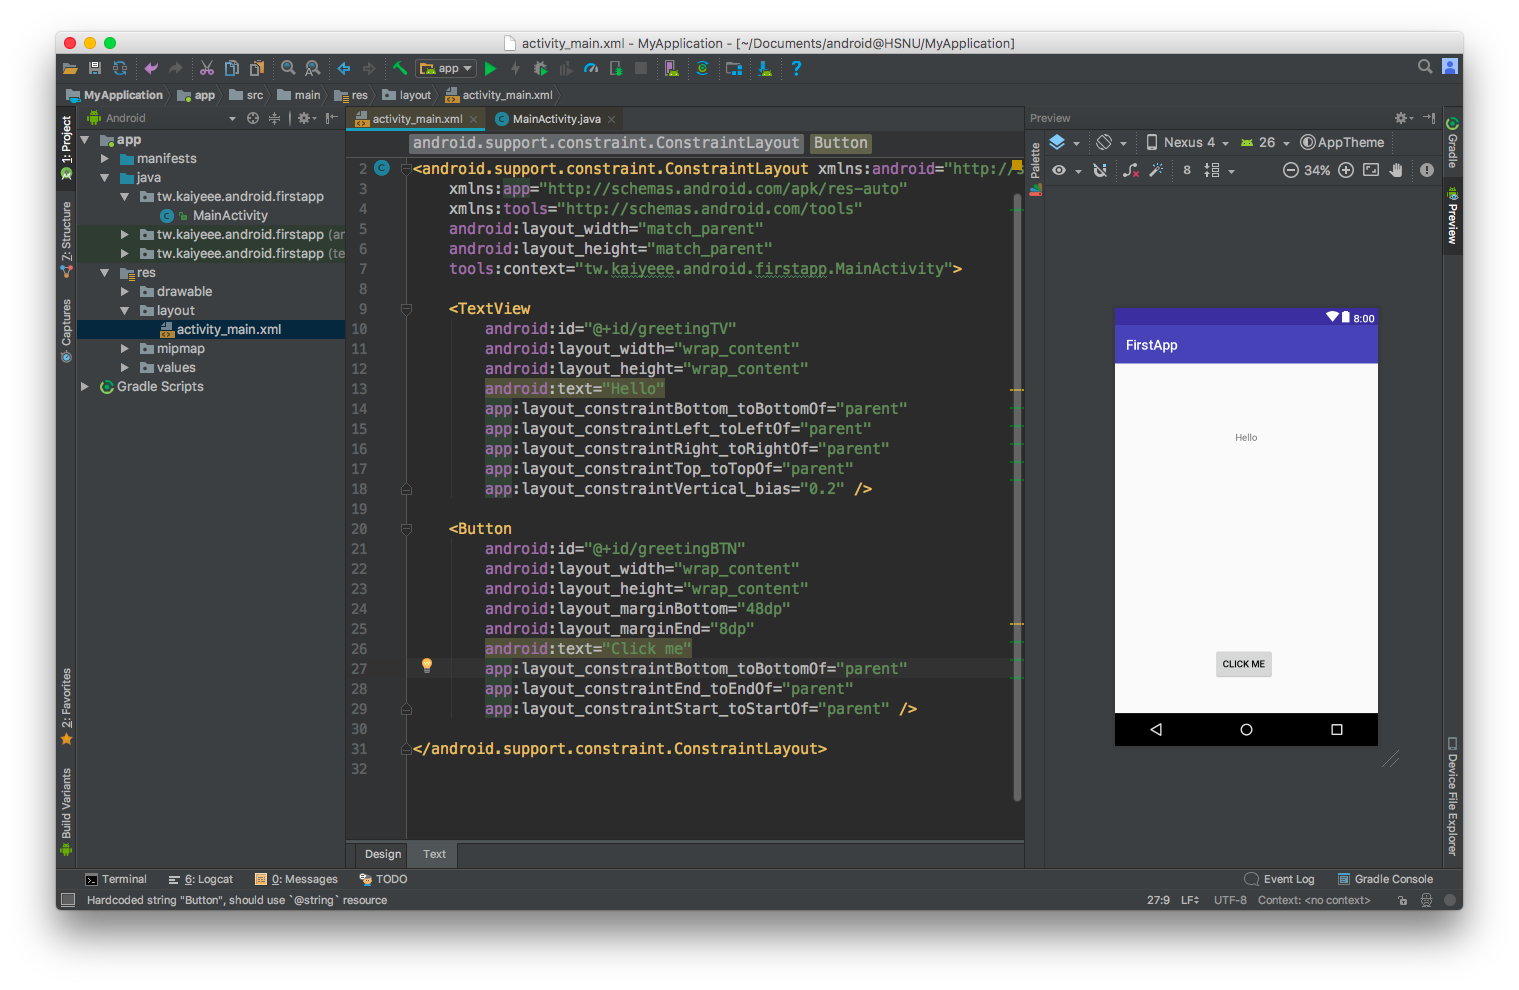 activity_main.xml - MyApplication - [~/Documents/android@HSNU/MyApplication]
app
MyApplication app src main res layout activity_main.xml
Android
activity_main.xml MainActivity.java
Preview
1: Project
Z: Structure
Captures
2: Favorites
Build Variants
app
manifests
java
tw.kaiyeee.android.firstapp
MainActivity
tw.kaiyeee.android.firstapp (an
tw.kaiyeee.android.firstapp (te
res
drawable
layout
activity_main.xml
mipmap
values
Gradle Scripts
android.support.constraint.ConstraintLayout Button
2 <android.support.constraint.ConstraintLayout xmlns:android="http://s
3 xmlns:app="http://schemas.android.com/apk/res-auto"
4 xmlns:tools="http://schemas.android.com/tools"
5 android:layout_width="match_parent"
6 android:layout_height="match_parent"
7 tools:context="tw.kaiyeee.android.firstapp.MainActivity">
8
9 <TextView
10 android:id="@+id/greetingTV"
11 android:layout_width="wrap_content"
12 android:layout_height="wrap_content"
13 android:text="Hello"
14 app:layout_constraintBottom_toBottomOf="parent"
15 app:layout_constraintLeft_toLeftOf="parent"
16 app:layout_constraintRight_toRightOf="parent"
17 app:layout_constraintTop_toTopOf="parent"
18 app:layout_constraintVertical_bias="0.2" />
19
20 <Button
21 android:id="@+id/greetingBTN"
22 android:layout_width="wrap_content"
23 android:layout_height="wrap_content"
24 android:layout_marginBottom="48dp"
25 android:layout_marginEnd="8dp"
26 android:text="Click me"
27 app:layout_constraintBottom_toBottomOf="parent"
28 app:layout_constraintEnd_toEndOf="parent"
29 app:layout_constraintStart_toStartOf="parent" />
30
31 </android.support.constraint.ConstraintLayout>
32
Design Text
Palette
Nexus 4 26 AppTheme
8 34%
8:00
FirstApp
Hello
CLICK ME
Gradle
Preview
Device File Explorer
Terminal 6: Logcat 0: Messages TODO
Event Log Gradle Console
Hardcoded string "Button", should use `@string` resource
27:9 LF UTF-8 Context: <no context>